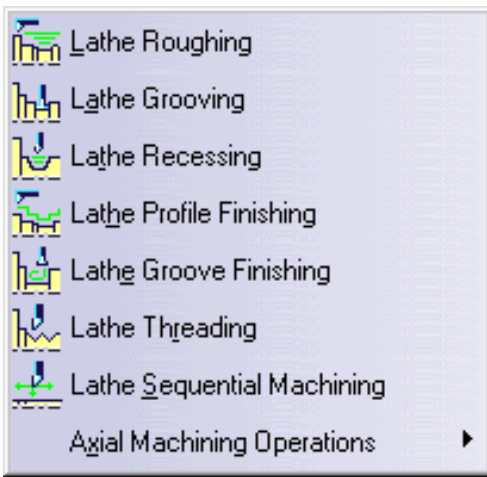 Lathe Roughing
Lathe Grooving
Lathe Recessing
Lathe Profile Finishing
Lathe Groove Finishing
Lathe Threading
Lathe Sequential Machining
Axial Machining Operations